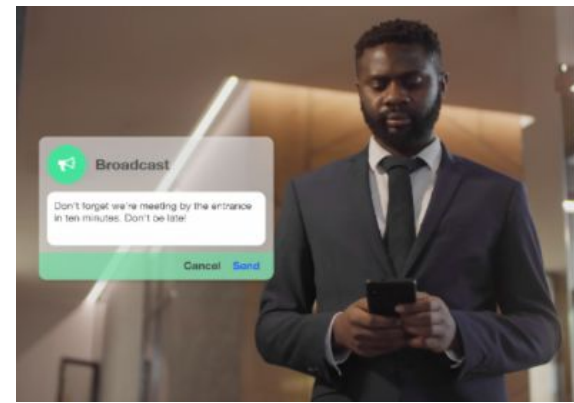 Broadcast
Don't forget we're meeting by the entrance
in ten minutes. Don't be late!
Cancel Send